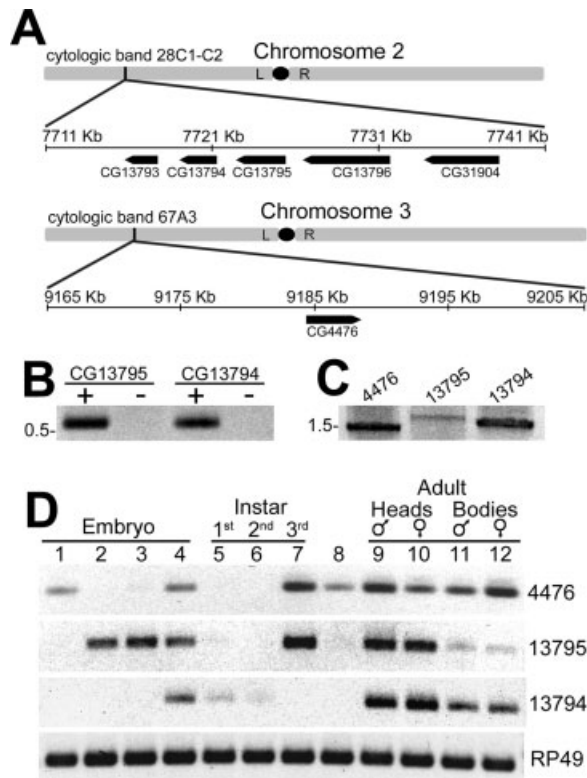 A
cytologic band 28C1-C2
Chromosome 2
L R
7711 Kb 7721 7731 7741 Kb
CG13793 CG13794 CG13795 CG13796 CG31904
cytologic band 67A3
Chromosome 3
L R
9165 Kb 9175 Kb 9185 Kb 9195 Kb 9205 Kb
CG4476
B
CG13795 CG13794
+ - + -
0.5-
C
4476 13795 13794
1.5-
D
Embryo
Instar
Adult
1st 2nd 3rd
Heads Bodies
♂ ♀ ♂ ♀
1 2 3 4 5 6 7 8 9 10 11 12
4476
13795
13794
RP49